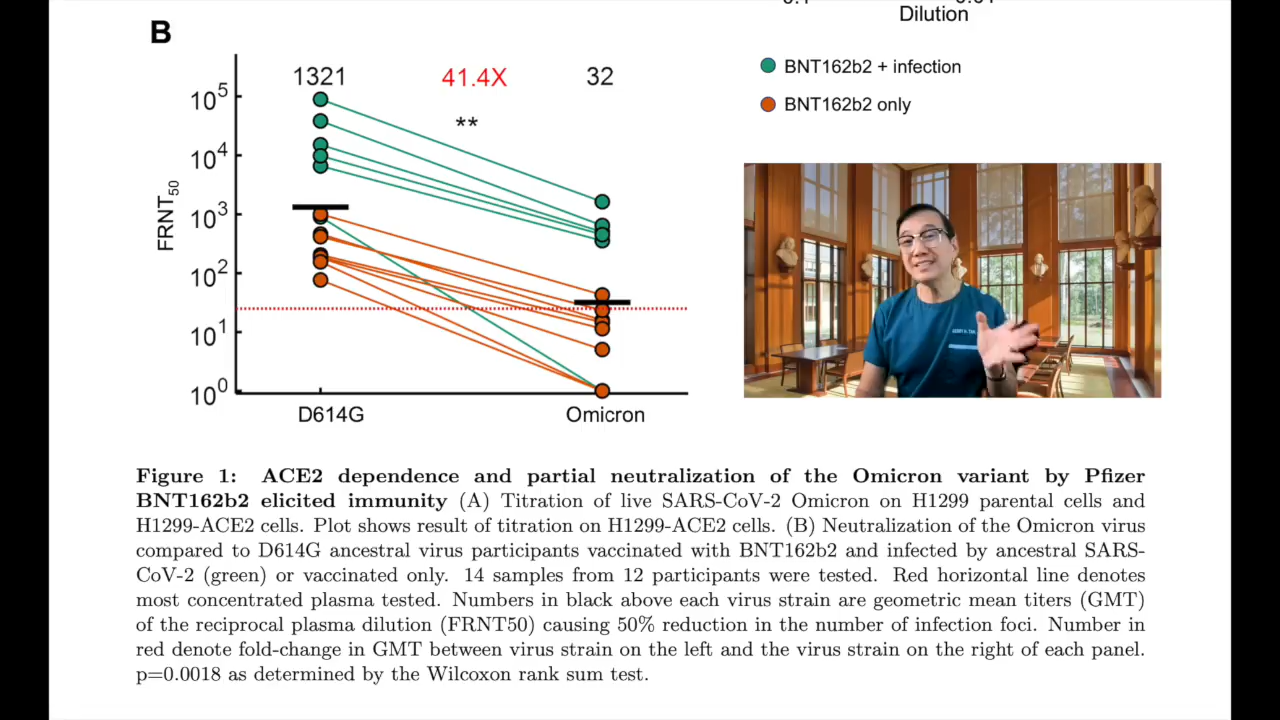 Dilution
B
1321
41.4X
32
**
BNT162b2 + infection
BNT162b2 only
10^5
10^4
10^3
10^2
10^1
10^0
FRNT50
D614G
Omicron
Figure 1: ACE2 dependence and partial neutralization of the Omicron variant by Pfizer
BNT162b2 elicited immunity (A) Titration of live SARS-CoV-2 Omicron on H1299 parental cells and
H1299-ACE2 cells. Plot shows result of titration on H1299-ACE2 cells. (B) Neutralization of the Omicron virus
compared to D614G ancestral virus participants vaccinated with BNT162b2 and infected by ancestral SARS-
CoV-2 (green) or vaccinated only. 14 samples from 12 participants were tested. Red horizontal line denotes
most concentrated plasma tested. Numbers in black above each virus strain are geometric mean titers (GMT)
of the reciprocal plasma dilution (FRNT50) causing 50% reduction in the number of infection foci. Number in
red denote fold-change in GMT between virus strain on the left and the virus strain on the right of each panel.
p=0.0018 as determined by the Wilcoxon rank sum test.